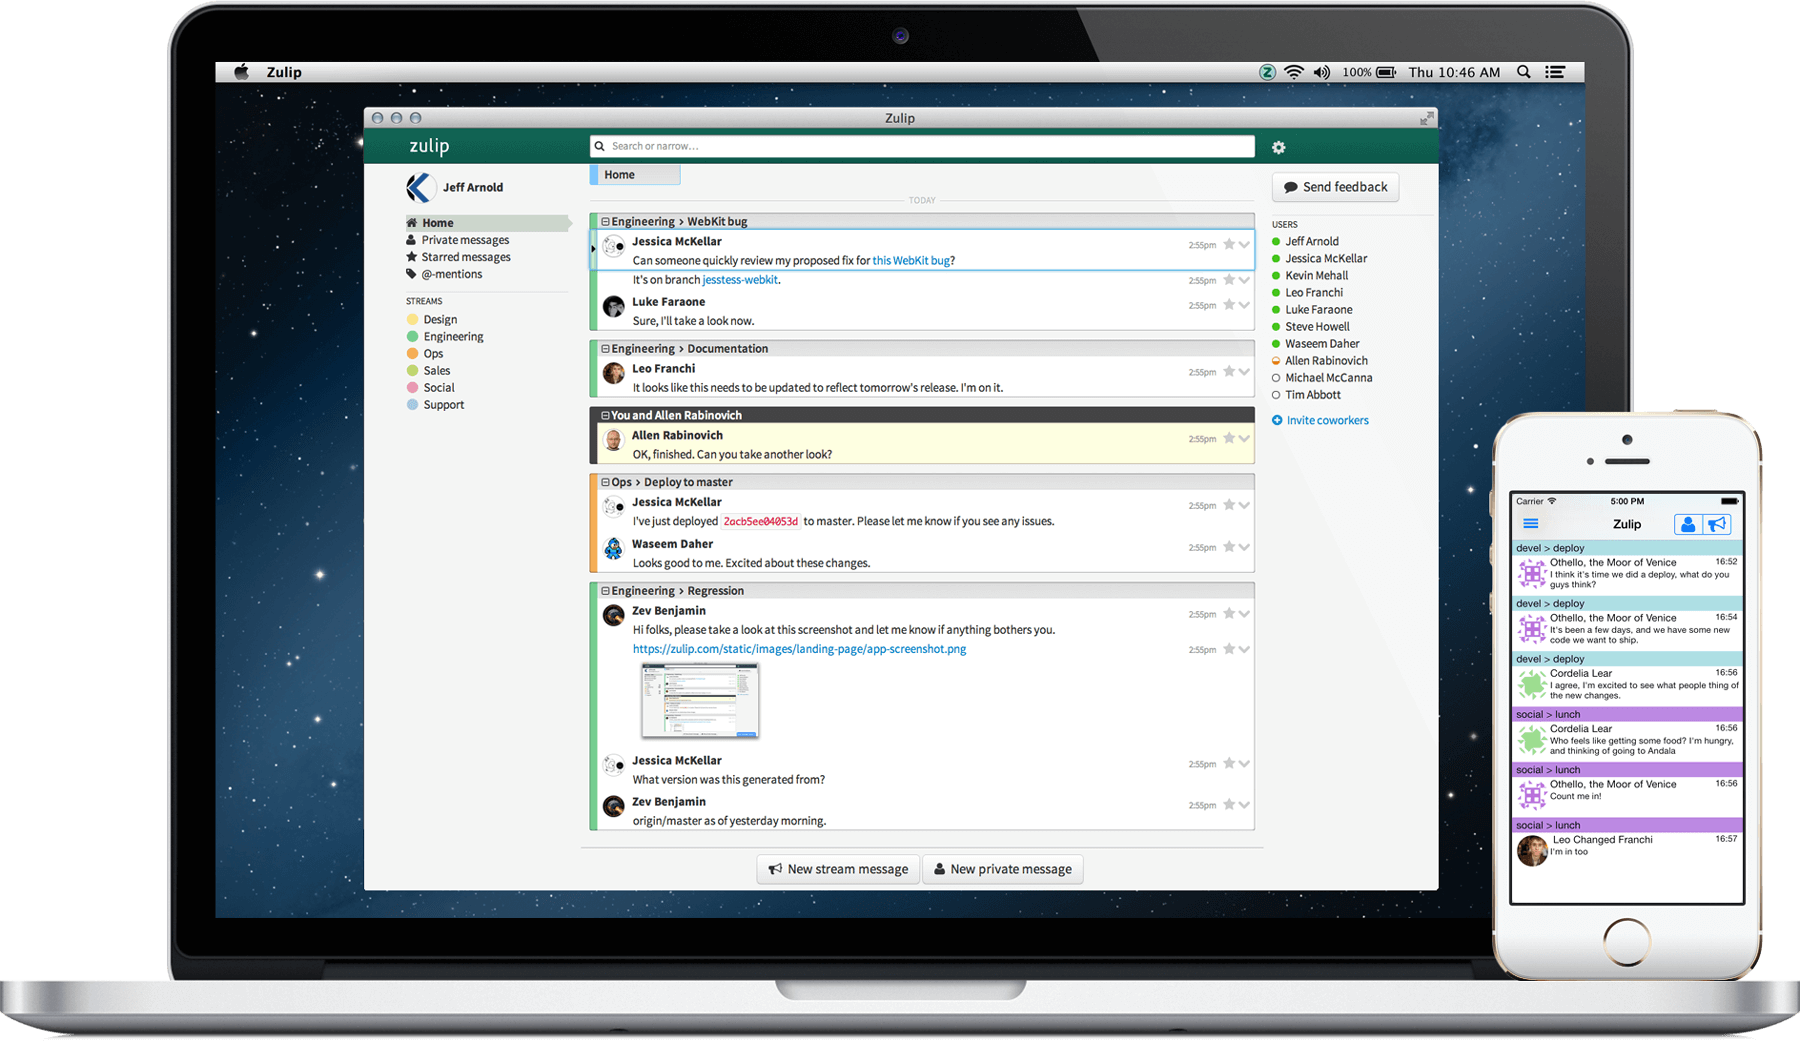 Zulip
100%
Thu 10:46 AM
Zulip
zulip
Search or narrow...
Jeff Arnold
Home
Private messages
Starred messages
@-mentions
STREAMS
Design
Engineering
Ops
Sales
Social
Support
Home
TODAY
Engineering > WebKit bug
Jessica McKellar
2:55pm
Can someone quickly review my proposed fix for this WebKit bug?
It's on branch jesstess-webkit.
2:55pm
Luke Faraone
2:55pm
Sure, I'll take a look now.
Engineering > Documentation
Leo Franchi
2:55pm
It looks like this needs to be updated to reflect tomorrow's release. I'm on it.
You and Allen Rabinovich
Allen Rabinovich
2:55pm
OK, finished. Can you take another look?
Ops > Deploy to master
Jessica McKellar
2:55pm
I've just deployed 2acb5ee04053d to master. Please let me know if you see any issues.
Waseem Daher
2:55pm
Looks good to me. Excited about these changes.
Engineering > Regression
Zev Benjamin
2:55pm
Hi folks, please take a look at this screenshot and let me know if anything bothers you.
https://zulip.com/static/images/landing-page/app-screenshot.png
2:55pm
Jessica McKellar
2:55pm
What version was this generated from?
Zev Benjamin
2:55pm
origin/master as of yesterday morning.
New stream message
New private message
Send feedback
USERS
Jeff Arnold
Jessica McKellar
Kevin Mehall
Leo Franchi
Luke Faraone
Steve Howell
Waseem Daher
Allen Rabinovich
Michael McCanna
Tim Abbott
Invite coworkers
Carrier
5:00 PM
Zulip
devel > deploy
Othello, the Moor of Venice
16:52
I think it's time we did a deploy, what do you
guys think?
devel > deploy
Othello, the Moor of Venice
16:54
It's been a few days, and we have some new
code we want to ship.
devel > deploy
Cordelia Lear
16:56
I agree, I'm excited to see what people thing of
the new changes.
social > lunch
Cordelia Lear
16:56
Who feels like getting some food? I'm hungry,
and thinking of going to Andala
social > lunch
Othello, the Moor of Venice
16:56
Count me in!
social > lunch
Leo Changed Franchi
16:57
I'm in too